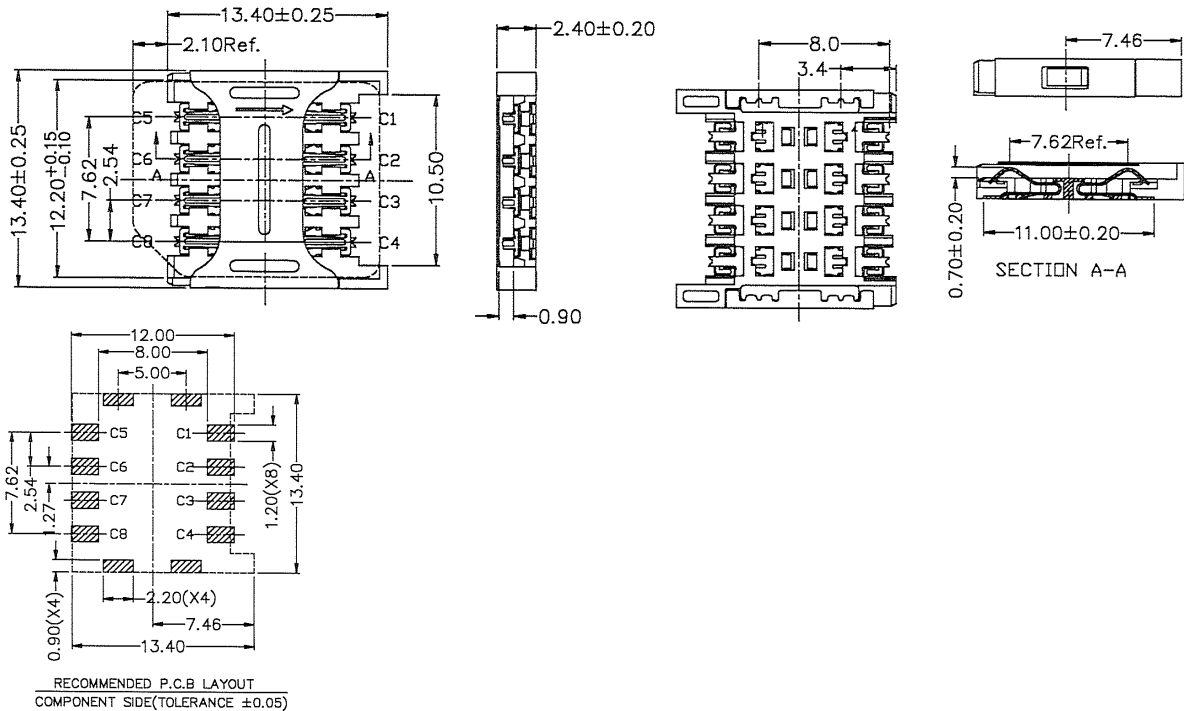 13.40±0.25
2.10Ref.
13.40±0.25
12.20+0.15
-0.10
7.62
2.54
C5
C6
A
C7
C8
C1
C2
A
C3
C4
10.50
2.40±0.20
0.90
8.0
3.4
7.46
7.62Ref.
0.70±0.20
11.00±0.20
SECTION A-A
12.00
8.00
5.00
C5
C6
C7
C8
C1
C2
C3
C4
7.62
2.54
1.27
1.20(X8)
13.40
0.90(X4)
2.20(X4)
7.46
13.40
RECOMMENDED P.C.B LAYOUT
COMPONENT SIDE(TOLERANCE ±0.05)